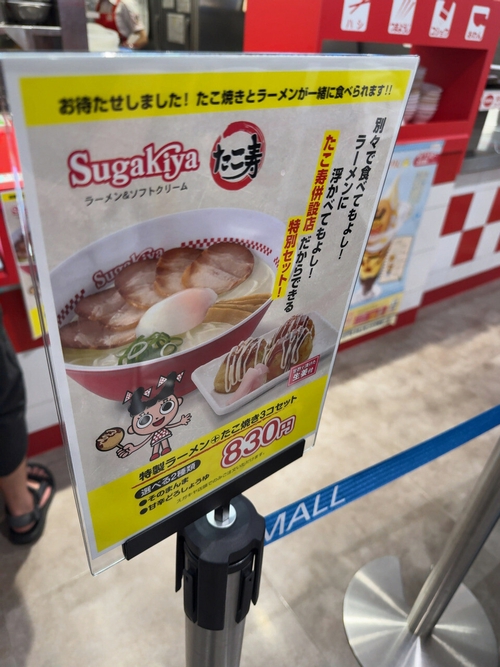 お待たせしました！たこ焼きとラーメンが一緒に食べられます!!
Sugakiya
ラーメン&ソフトクリーム
たこ寿
別々で食べてもよし！
ラーメンに
浮かべてもよし！
たこ寿併設店だからできる
特別セット！
Sugakiya
生姜付
特製ラーメン+たこ焼き3コセット
選べる2種類
830円
●そのまんま
●甘辛どろしょうゆ
MALL